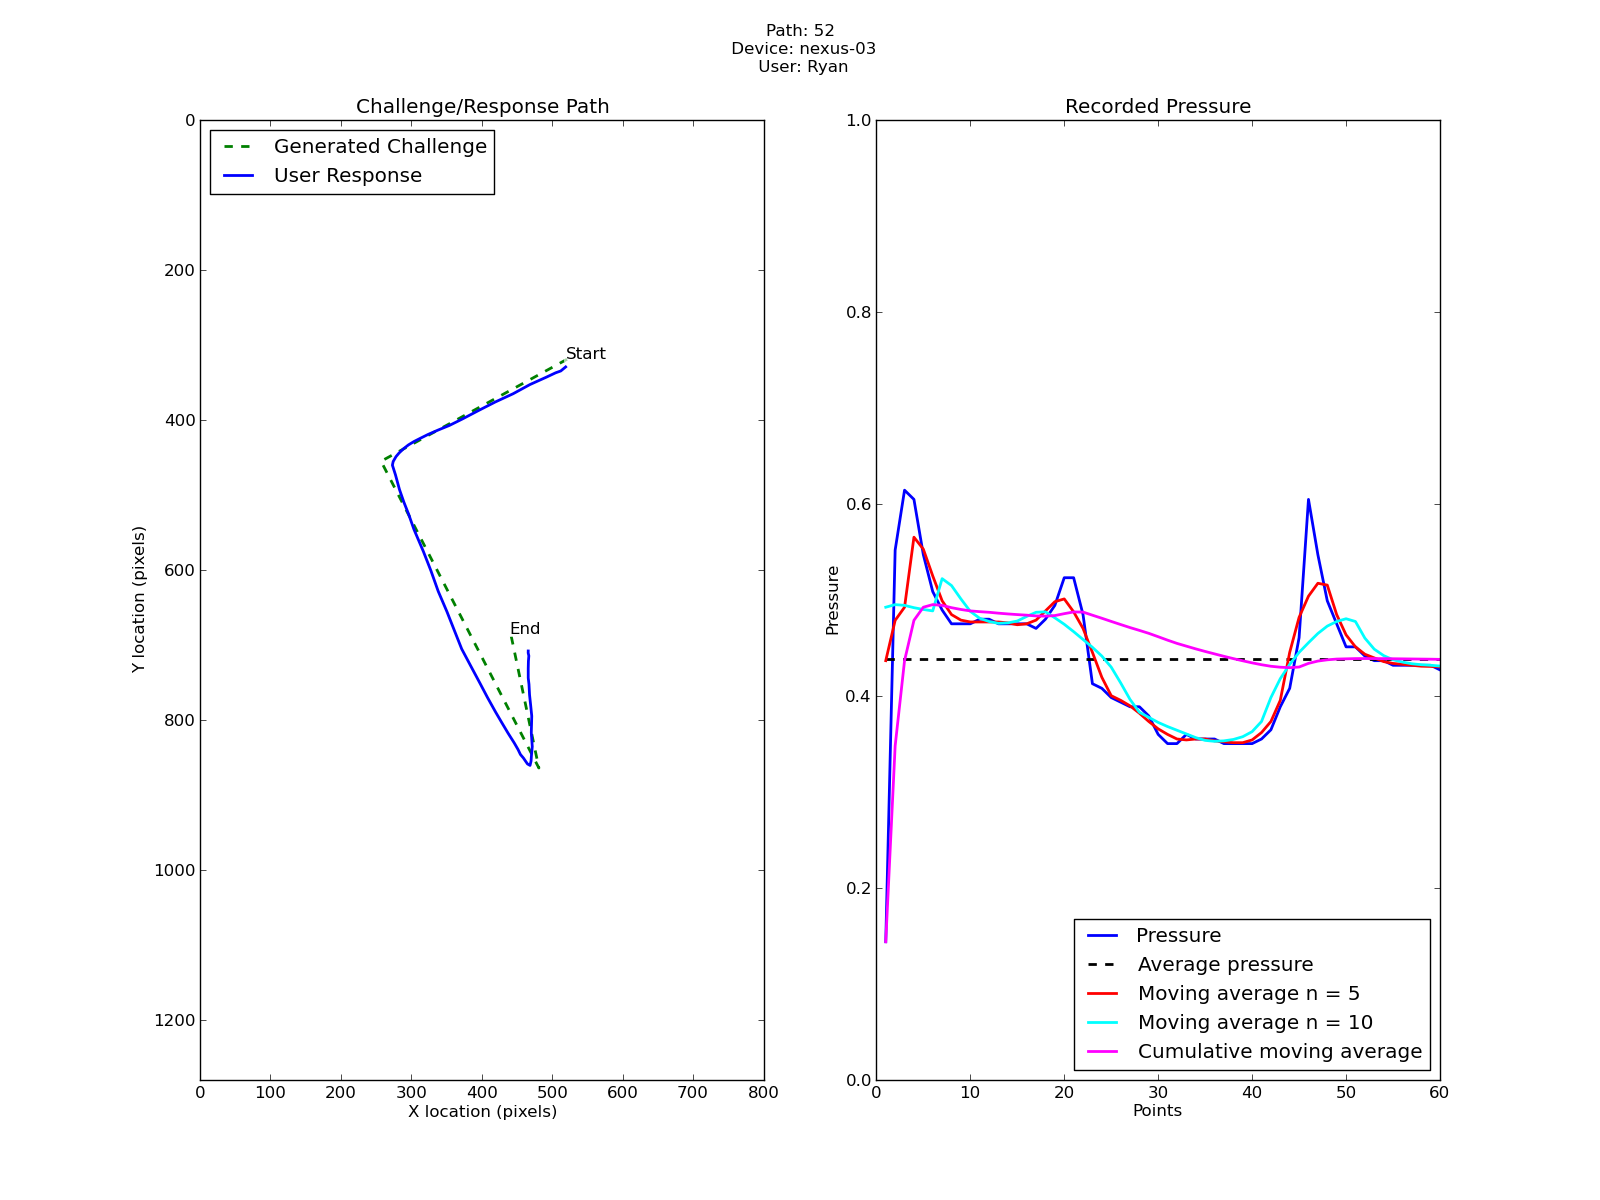 Path: 52
Device: nexus-03
User: Ryan
Challenge/Response Path
Generated Challenge
User Response
Start
End
0
200
400
600
800
1000
1200
Y location (pixels)
0 100 200 300 400 500 600 700 800
X location (pixels)
Recorded Pressure
1.0
0.8
0.6
0.4
0.2
0.0
Pressure
Pressure
Average pressure
Moving average n = 5
Moving average n = 10
Cumulative moving average
0 10 20 30 40 50 60
Points